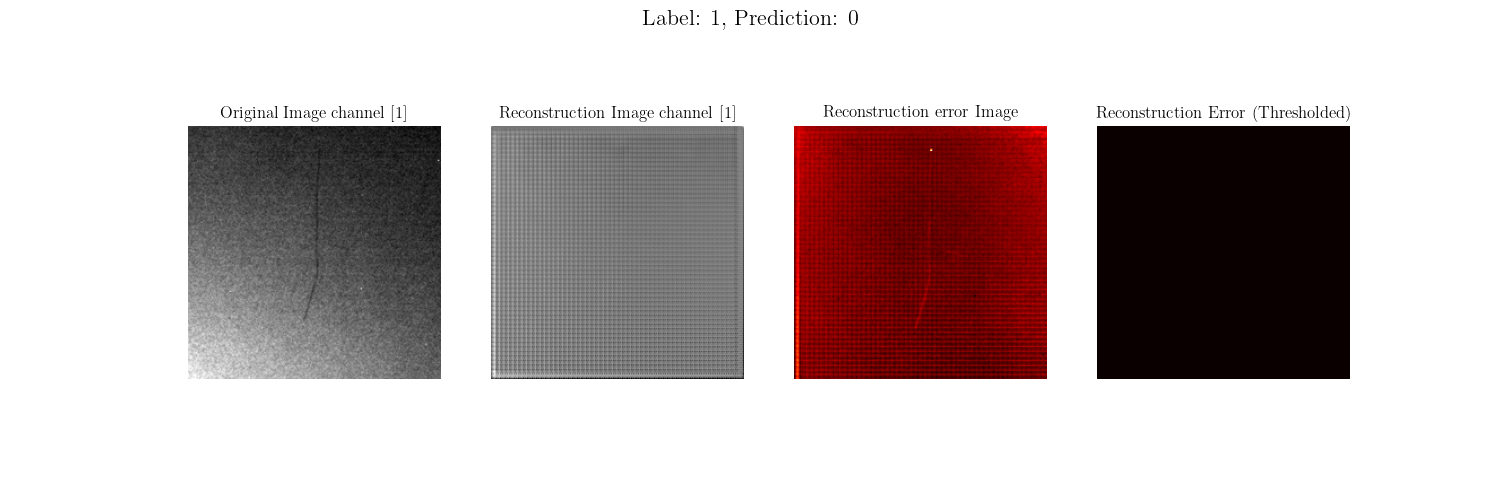 Label: 1, Prediction: 0
Original Image channel [1]
Reconstruction Image channel [1]
Reconstruction error Image
Reconstruction Error (Thresholded)